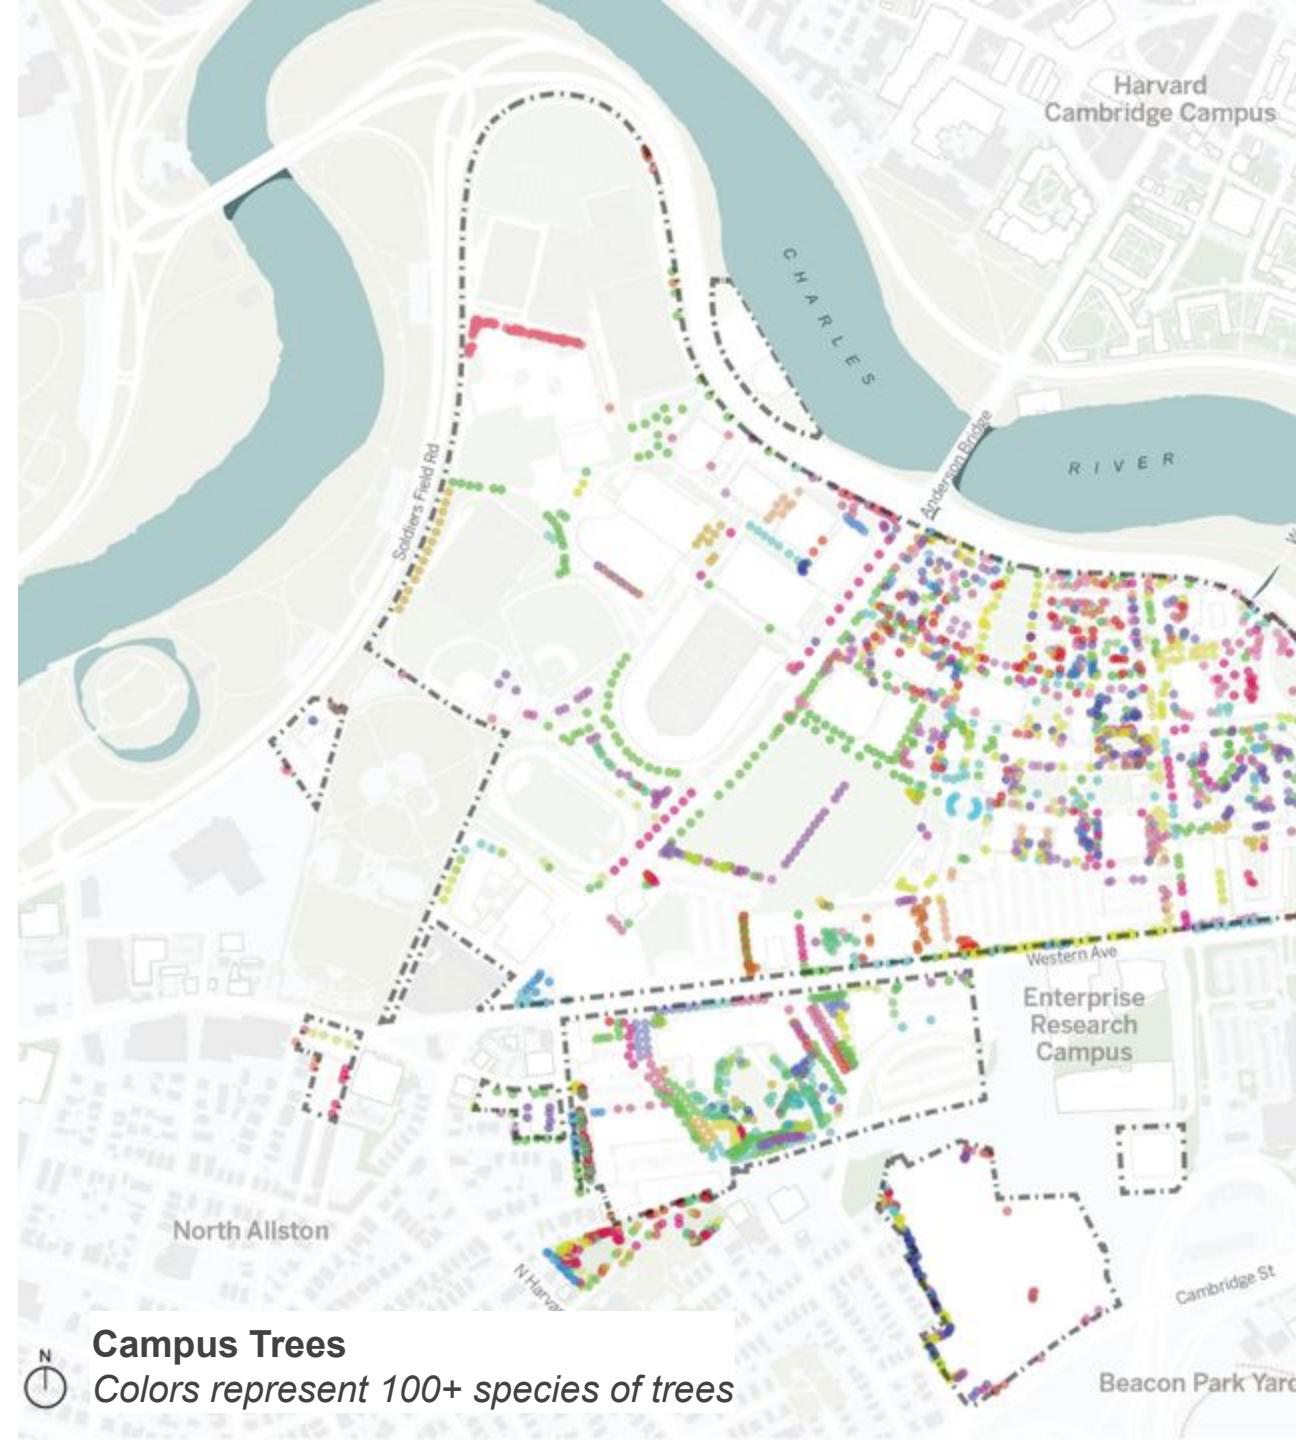 Harvard
Cambridge Campus
CHARLES
RIVER
Anderson Bridge
Soldiers Field Rd
Western Ave
Enterprise
Research
Campus
North Allston
Cambridge St
Beacon Park
N
Campus Trees
Colors represent 100+ species of trees